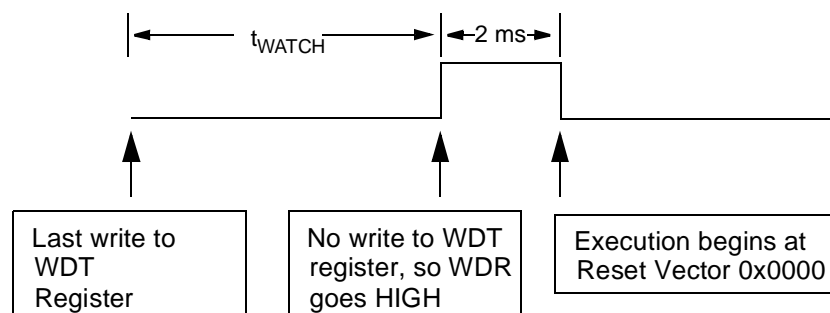 tWATCH
2 ms
Last write to
WDT
Register
No write to WDT
register, so WDR
goes HIGH
Execution begins at
Reset Vector 0x0000